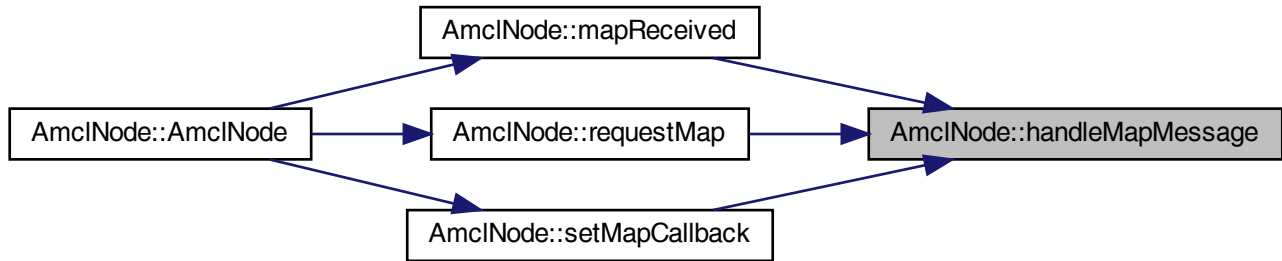 AmclNode::mapReceived
AmclNode::AmclNode
AmclNode::requestMap
AmclNode::handleMapMessage
AmclNode::setMapCallback